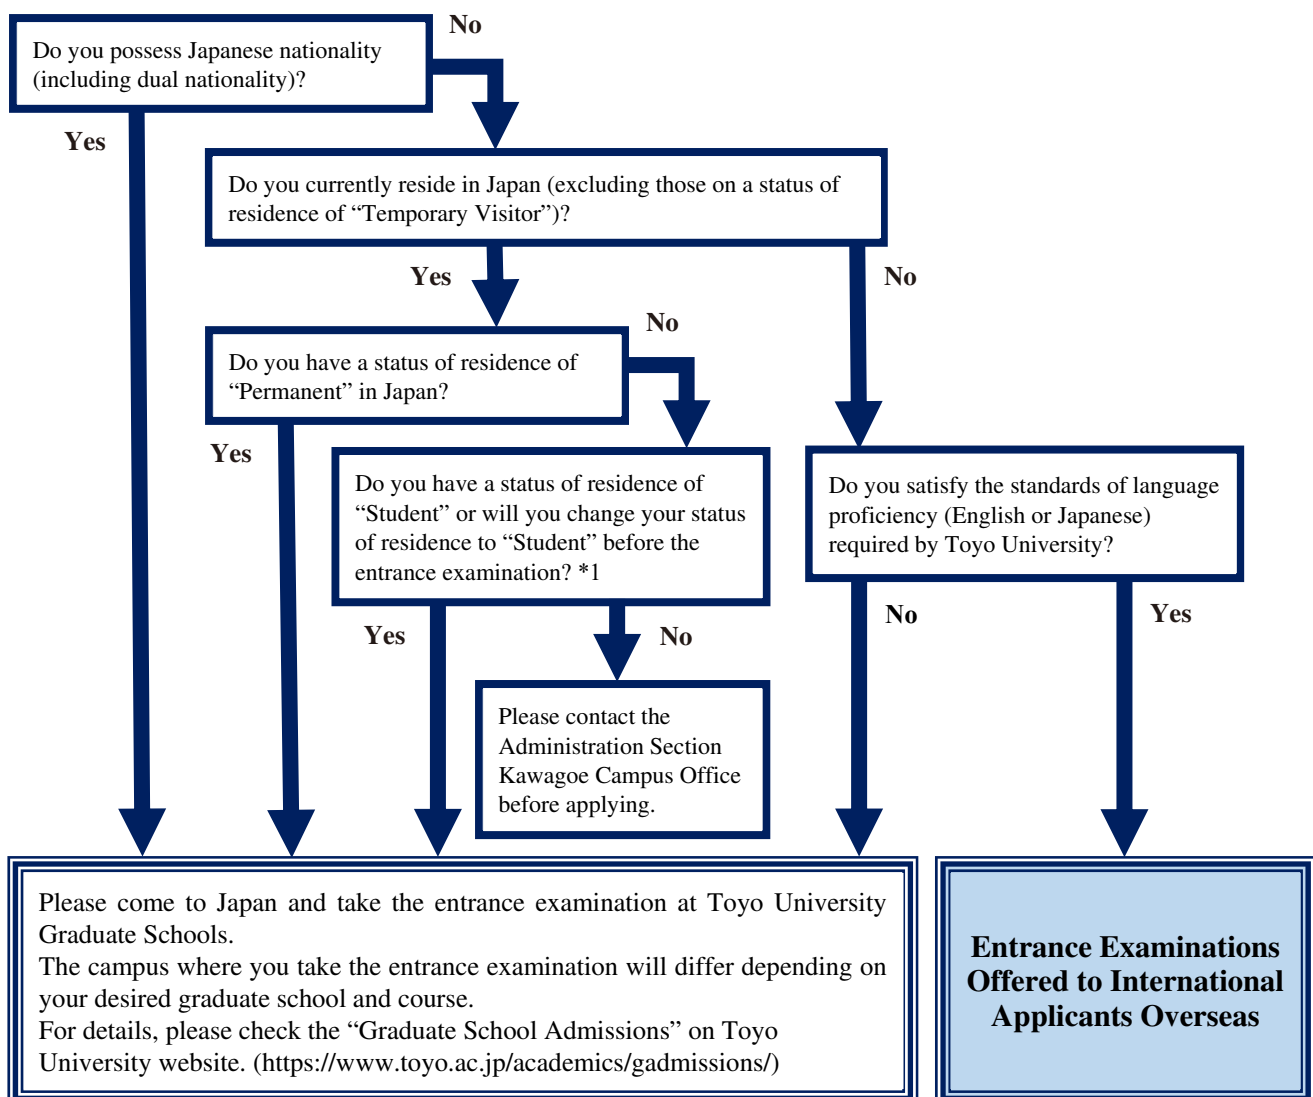 No
Do you possess Japanese nationality
(including dual nationality)?
Yes
Do you currently reside in Japan (excluding those on a status of
residence of “Temporary Visitor”)?
Yes
No
No
Do you have a status of residence of
“Permanent” in Japan?
Yes
Do you have a status of residence of
“Student” or will you change your status
of residence to “Student” before the
entrance examination? *1
Do you satisfy the standards of language
proficiency (English or Japanese)
required by Toyo University?
Yes
No
No
Yes
Please contact the
Administration Section
Kawagoe Campus Office
before applying.
Please come to Japan and take the entrance examination at Toyo University
Graduate Schools.
The campus where you take the entrance examination will differ depending on
your desired graduate school and course.
For details, please check the “Graduate School Admissions” on Toyo
University website. (https://www.toyo.ac.jp/academics/gadmissions/)
Entrance Examinations
Offered to International
Applicants Overseas